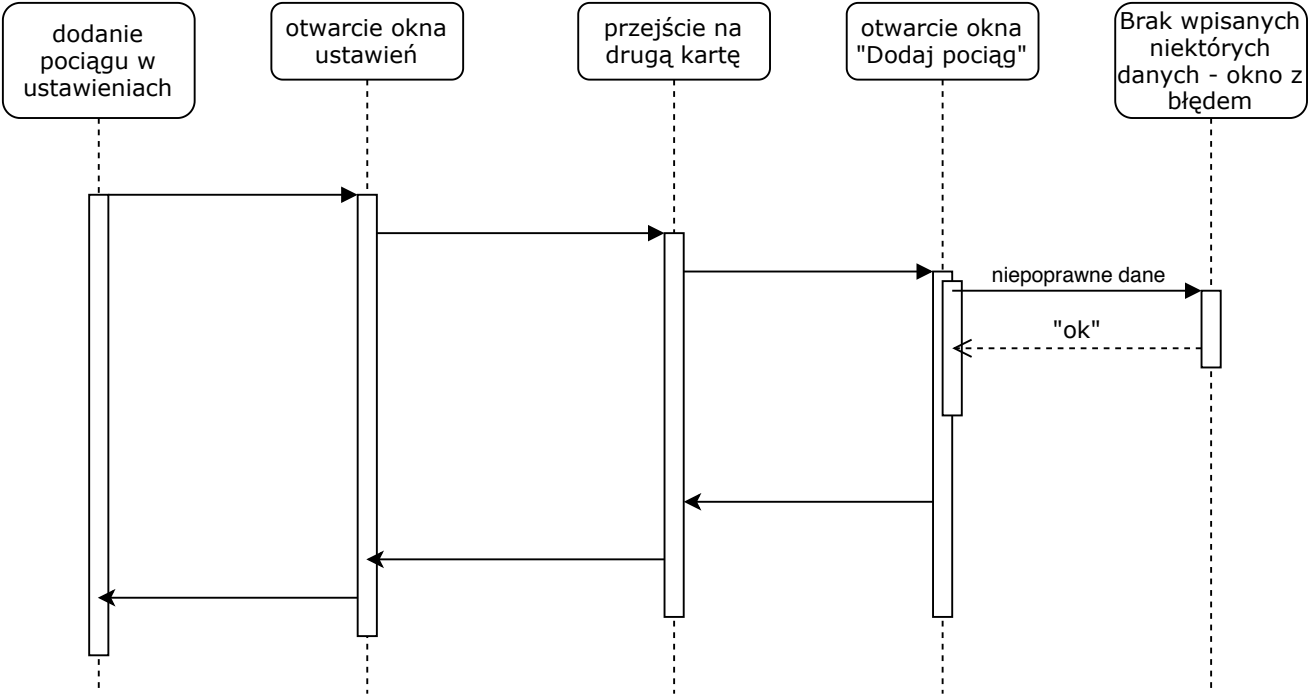 dodanie
pociągu w
ustawieniach
otwarcie okna
ustawień
przejście na
drugą kartę
otwarcie okna
"Dodaj pociąg"
Brak wpisanych
niektórych
danych - okno z
błędem
niepoprawne dane
"ok"